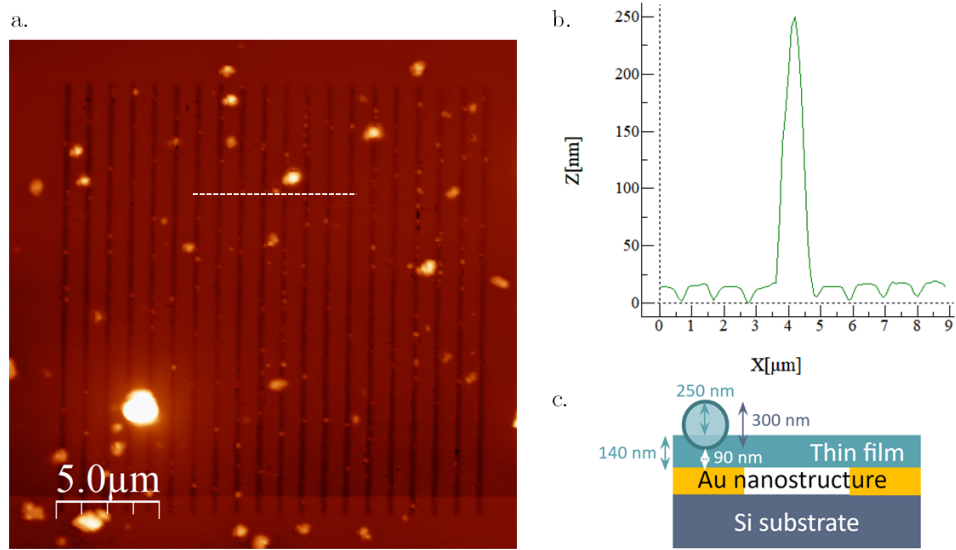 a.
5.0µm
b.
250
200
150
100
50
0
Z[nm]
0 1 2 3 4 5 6 7 8 9
X[µm]
c.
250 nm
300 nm
140 nm
90 nm
Thin film
Au nanostructure
Si substrate